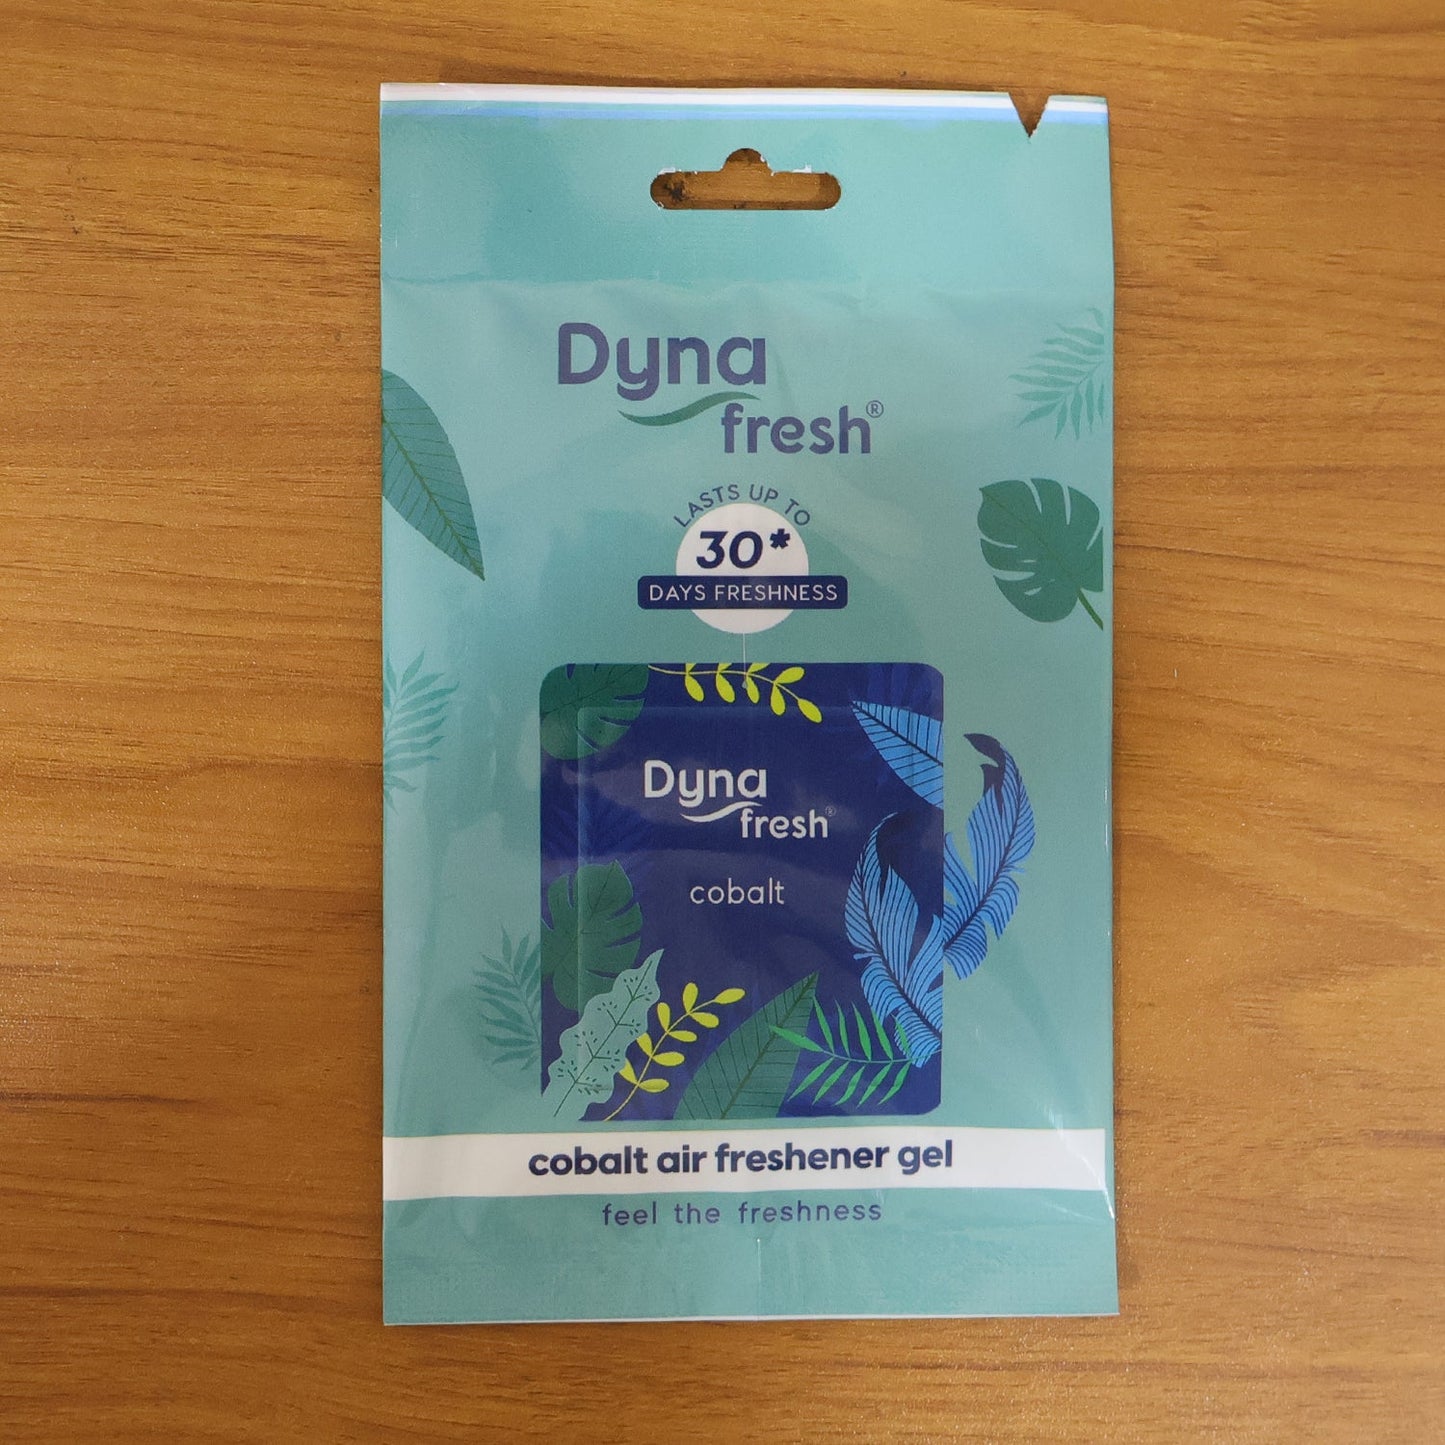 Dyna
fresh®
LASTS UP TO
30*
DAYS FRESHNESS
Dyna
fresh®
cobalt
cobalt air freshener gel
feel the freshness